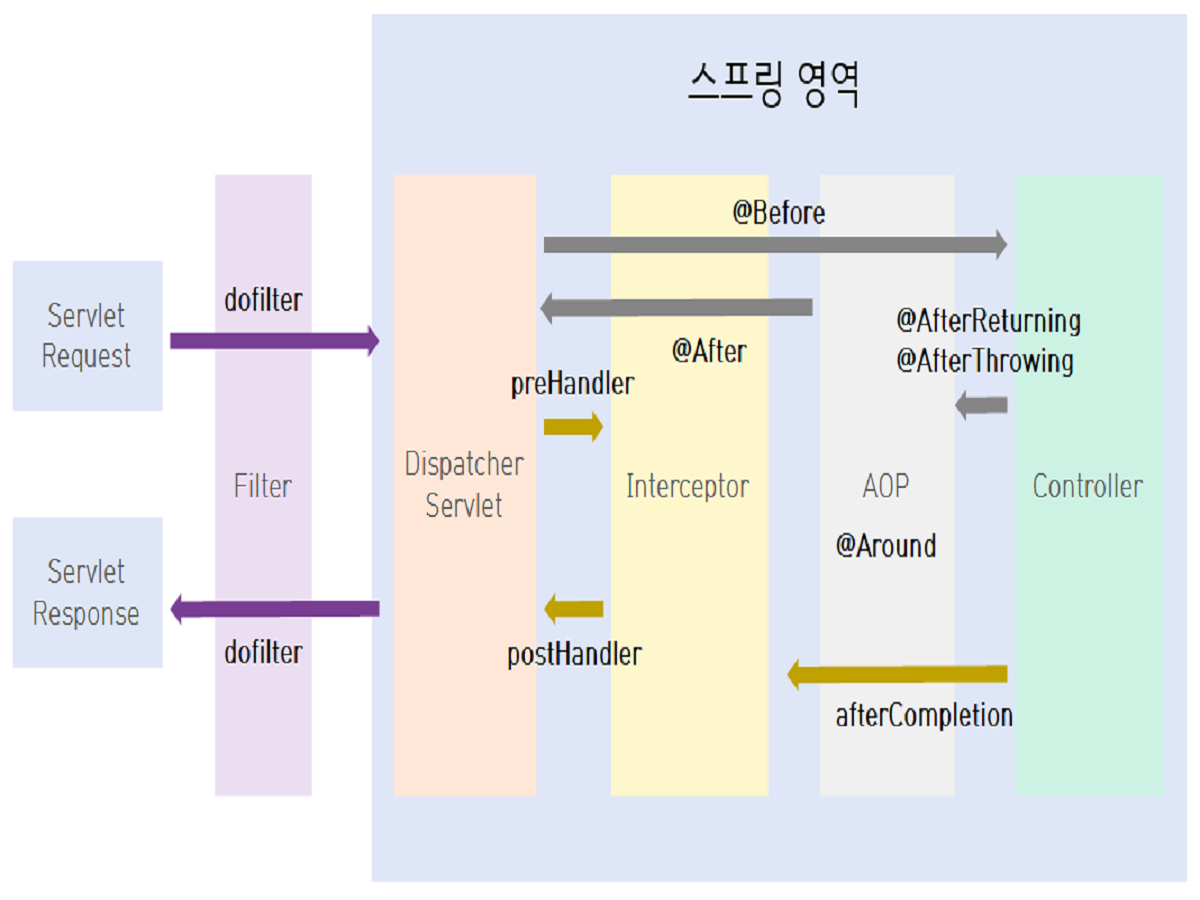 스프링 영역
@Before
dofilter
Servlet
Request
@AfterReturning
@AfterThrowing
@After
preHandler
Filter
Dispatcher
Servlet
Interceptor
AOP
Controller
@Around
Servlet
Response
dofilter
postHandler
afterCompletion